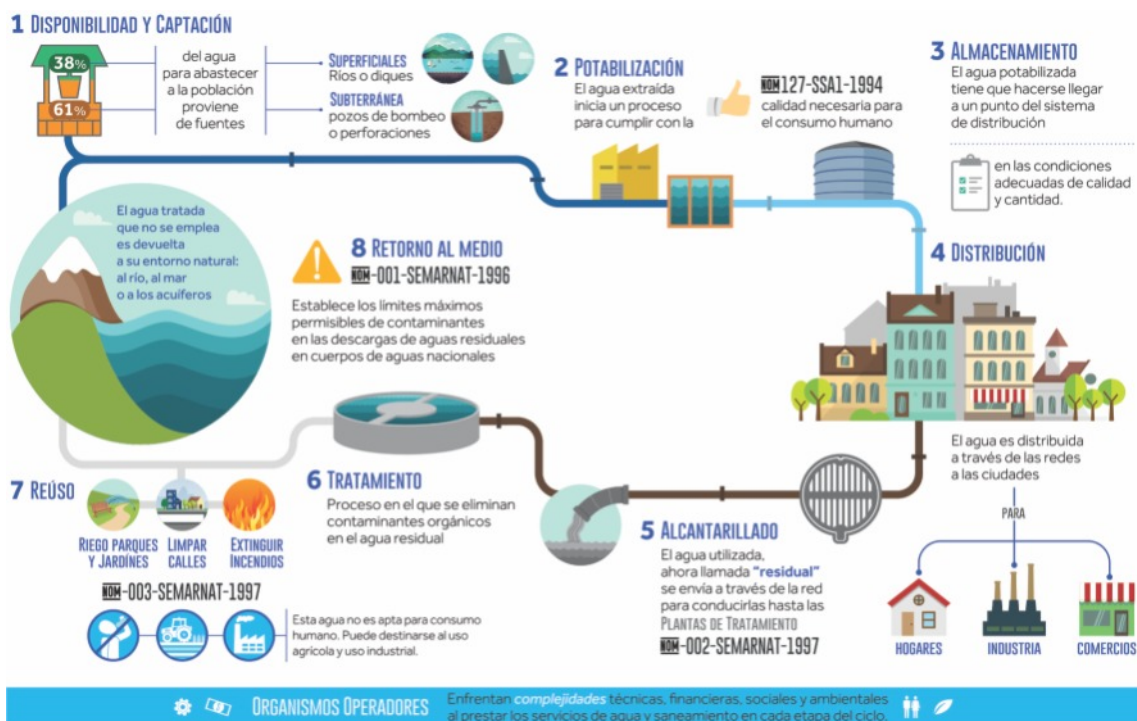 1 DISPONIBILIDAD Y CAPTACIÓN
38%
61%
del agua
para abastecer
a la población
proviene
de fuentes
SUPERFICIALES
Ríos o diques
SUBTERRÁNEA
pozos de bombeo
o perforaciones
2 POTABILIZACIÓN
El agua extraída
inicia un proceso
para cumplir con la
NOM127-SSA1-1994
calidad necesaria para
el consumo humano
3 ALMACENAMIENTO
El agua potabilizada
tiene que hacerse llegar
a un punto del sistema
de distribución
en las condiciones
adecuadas de calidad
y cantidad.
4 DISTRIBUCIÓN
El agua es distribuida
a través de las redes
a las ciudades
PARA
HOGARES
INDUSTRIA
COMERCIOS
5 ALCANTARILLADO
El agua utilizada,
ahora llamada "residual"
se envía a través de la red
para conducirlas hasta las
PLANTAS DE TRATAMIENTO
NOM-002-SEMARNAT-1997
6 TRATAMIENTO
Proceso en el que se eliminan
contaminantes orgánicos
en el agua residual
7 REÚSO
RIEGO PARQUES
Y JARDÍNES
LIMPAR
CALLES
EXTINGUIR
INCENDIOS
NOM-003-SEMARNAT-1997
Esta agua no es apta para consumo
humano. Puede destinarse al uso
agrícola y uso industrial.
8 RETORNO AL MEDIO
NOM-001-SEMARNAT-1996
Establece los límites máximos
permisibles de contaminantes
en las descargas de aguas residuales
en cuerpos de aguas nacionales
El agua tratada
que no se emplea
es devuelta
a su entorno natural:
al río, al mar
o a los acuíferos
ORGANISMOS OPERADORES
Enfrentan complejidades técnicas, financieras, sociales y ambientales
al prestar los servicios de agua y saneamiento en cada etapa del ciclo.